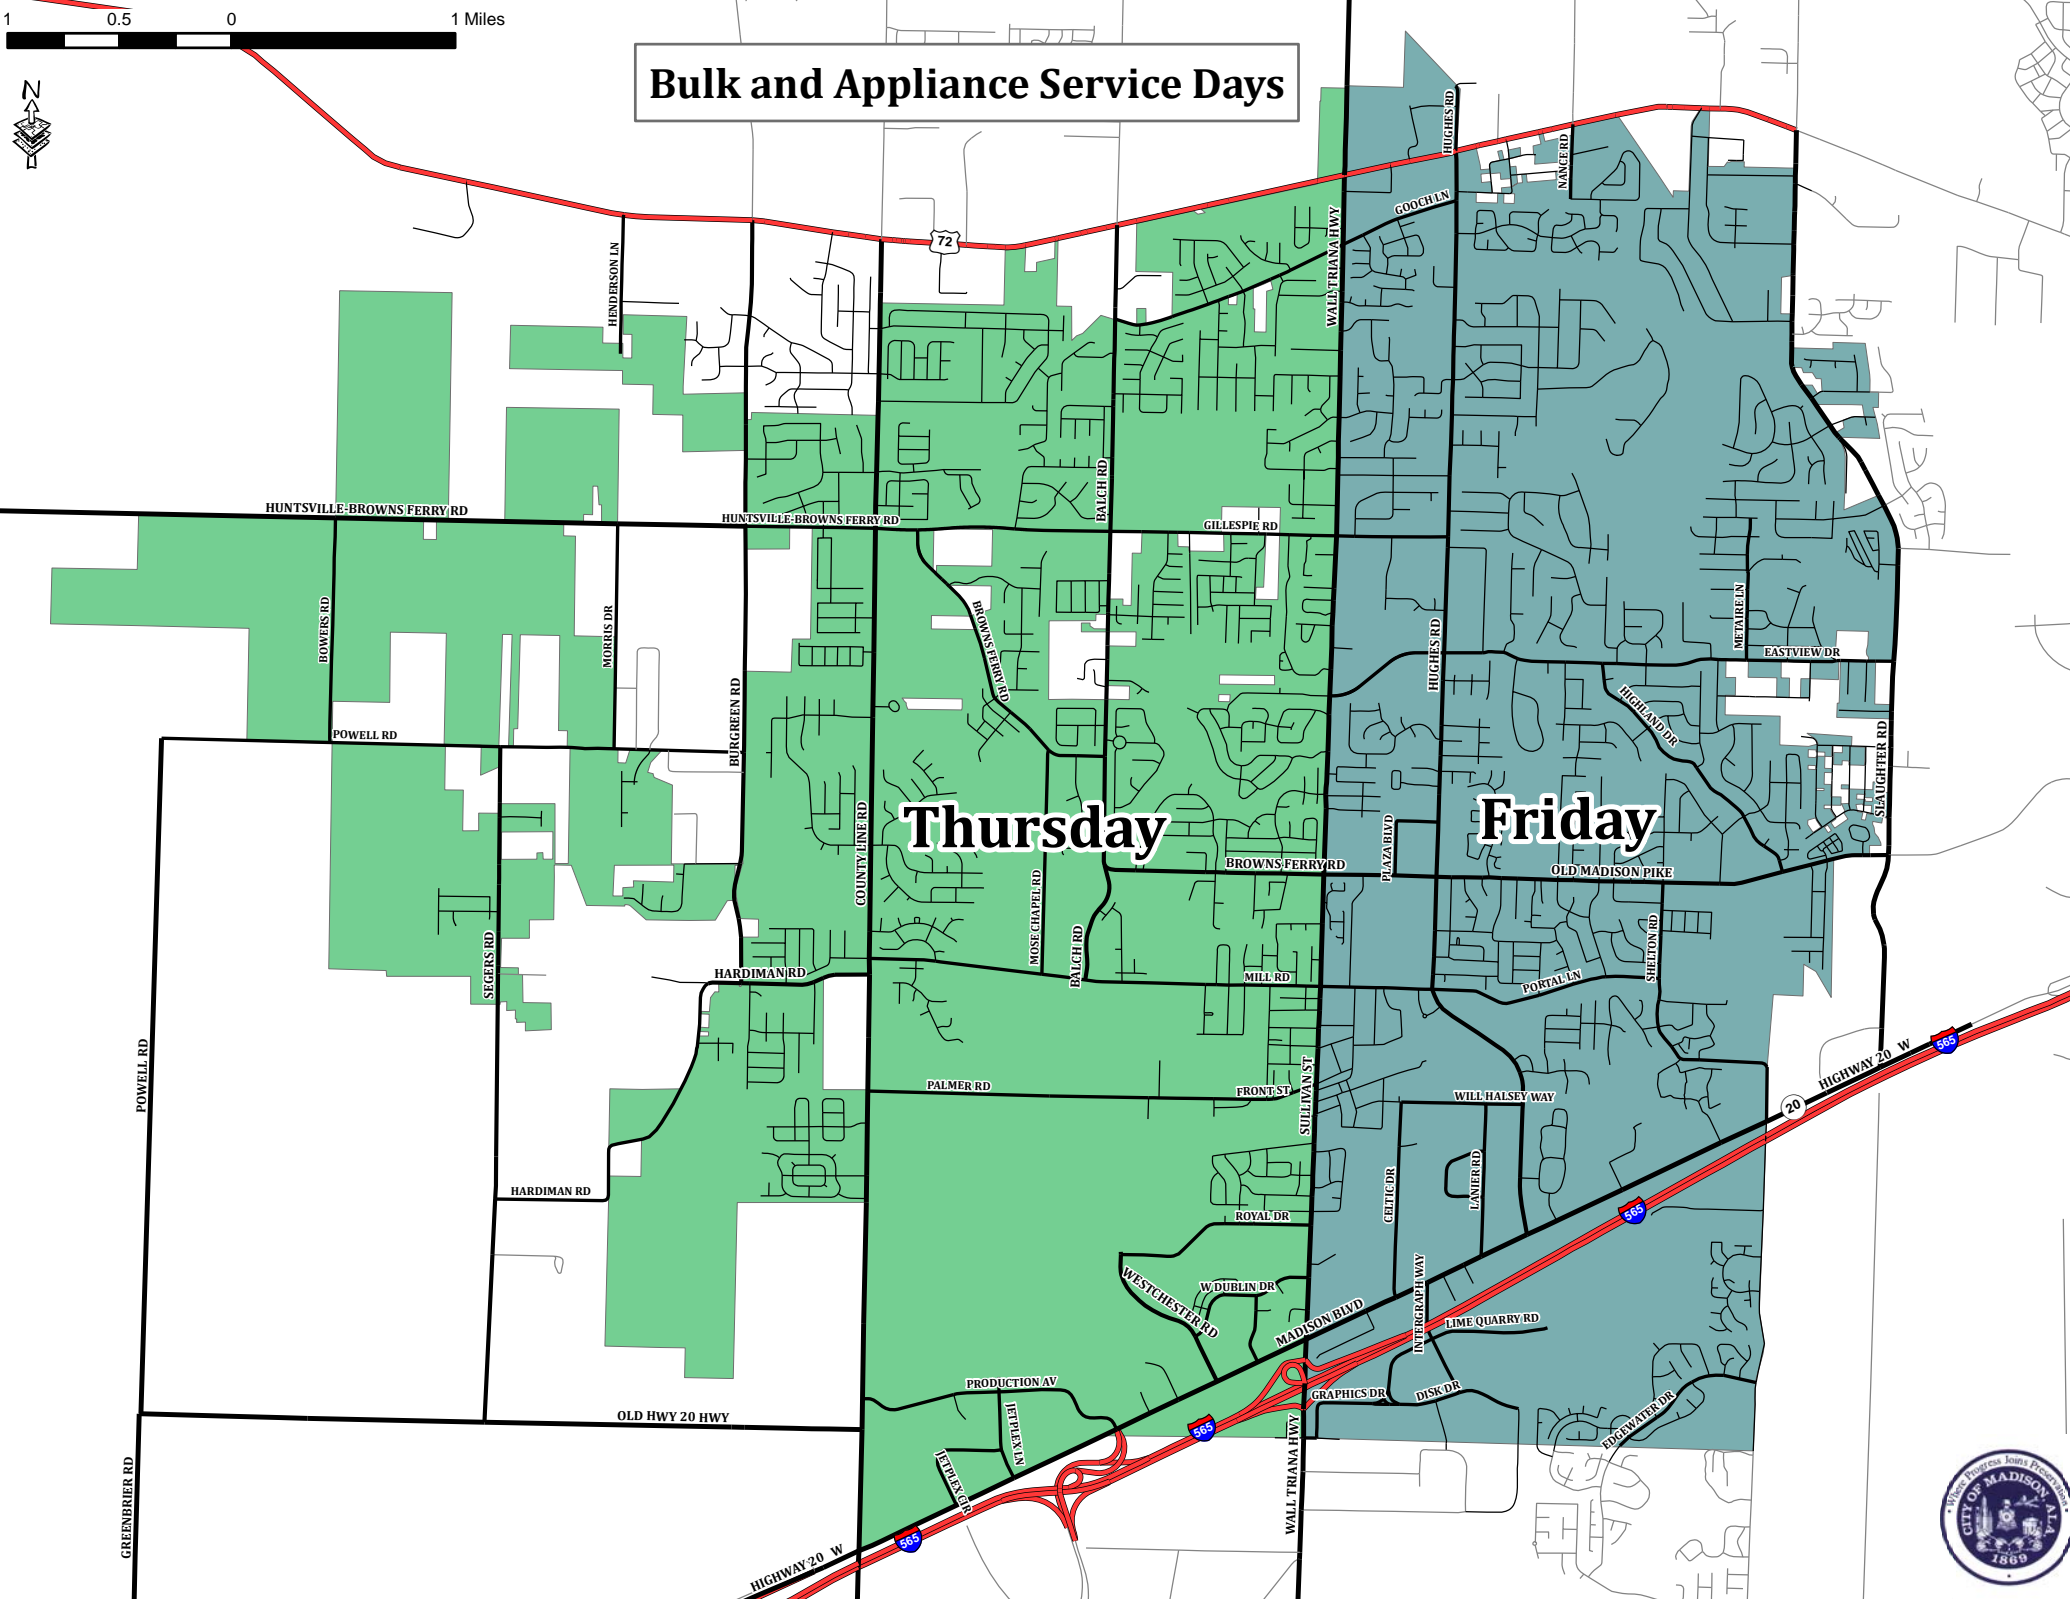 1 0.5 0 1 Miles
N
Bulk and Appliance Service Days
HUGHES RD
NANCE RD
GOOCH LN
WALL TRIANA HWY
72
HENDERSON LN
BALCH RD
HUNTSVILLE-BROWNS FERRY RD
HUNTSVILLE-BROWNS FERRY RD
GILLESPIE RD
BOWERS RD
MORRIS DR
BROWNS FERRY RD
HUGHES RD
METAIRE LN
EASTVIEW DR
BURGREEN RD
POWELL RD
HIGHLAND DR
SLAUGHTER RD
COUNTY LINE RD
Thursday
Friday
PLAZA BLVD
BROWNS FERRY RD
OLD MADISON PIKE
MOSE CHAPEL RD
BALCH RD
SHELTON RD
SEGERS RD
HARDIMAN RD
MILL RD
PORTAL LN
POWELL RD
565
HIGHWAY 20 W
20
PALMER RD
FRONT ST
SULLIVAN ST
WILL HALSEY WAY
CELTIC DR
LANIER RD
HARDIMAN RD
ROYAL DR
565
WESTCHESTER RD
W DUBLIN DR
INTERGRAPH WAY
MADISON BLVD
LIME QUARRY RD
PRODUCTION AV
GRAPHICS DR
DISK DR
EDGEWATER DR
OLD HWY 20 HWY
JETPLEX LN
565
WALL TRIANA HWY
JETPLEX CIR
GREENBRIER RD
565
HIGHWAY 20 W
Where Progress Joins Preservation
CITY OF MADISON, ALA
1869